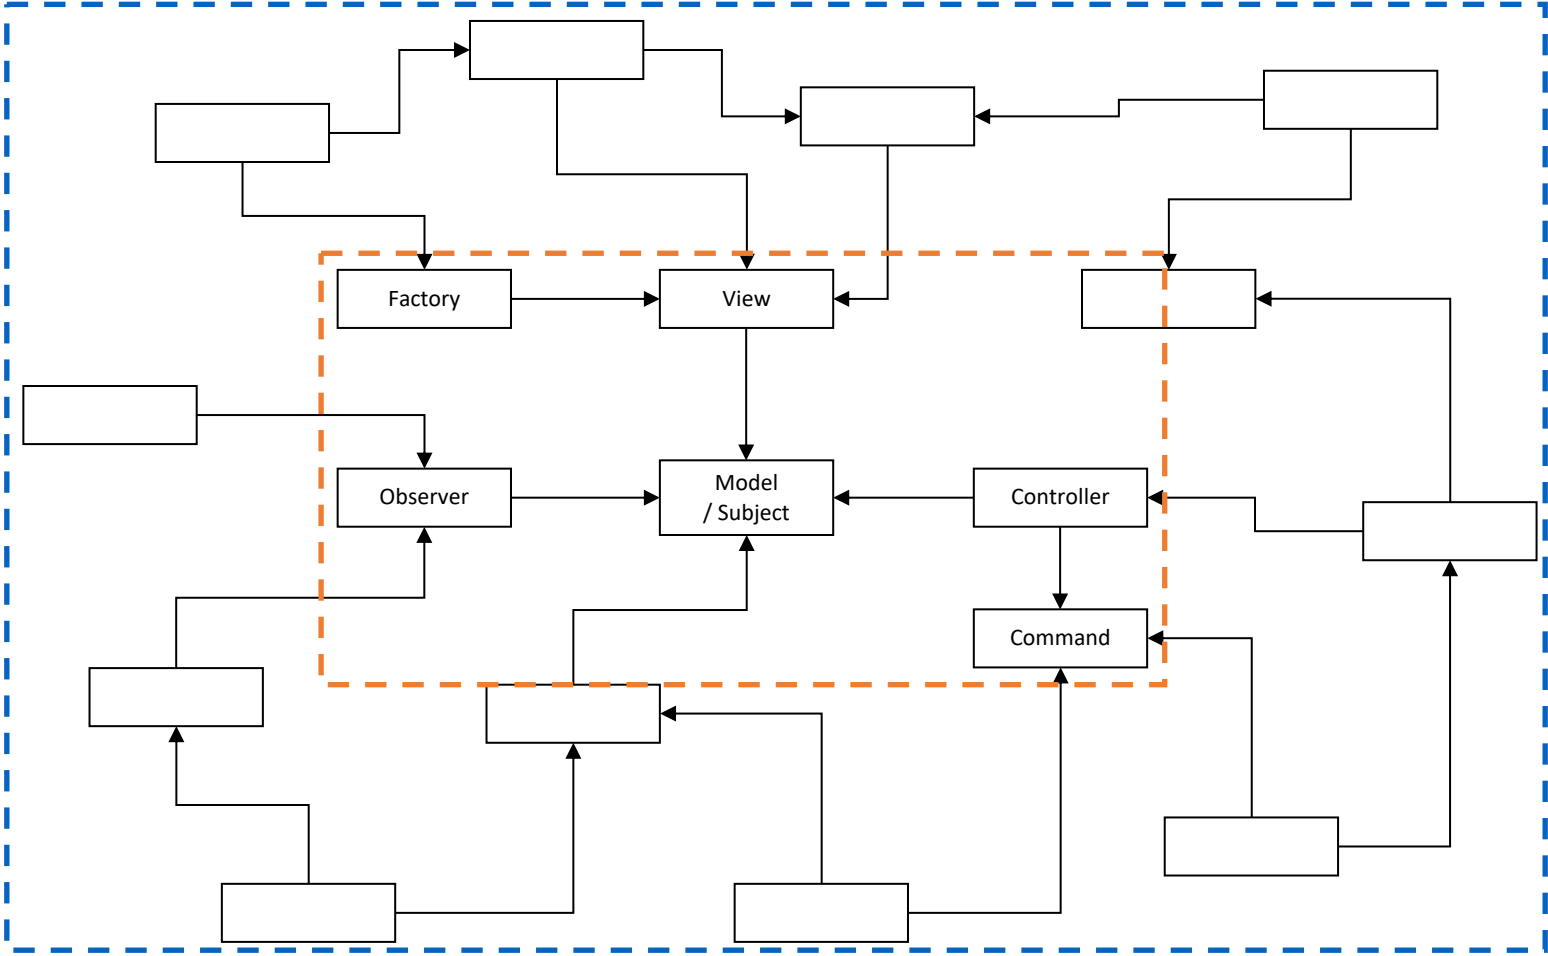 Factory
View
Observer
Model
/ Subject
Controller
Command